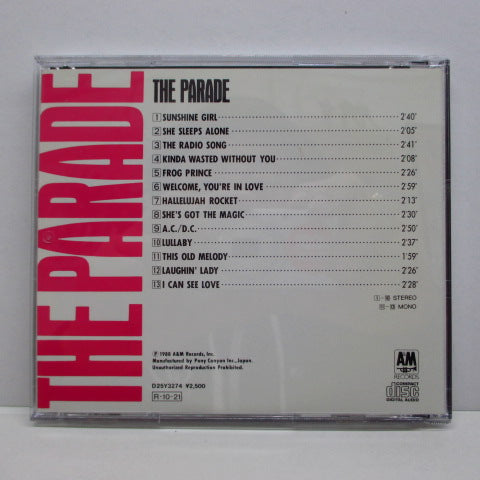 THE PARADE
THE PARADE
1 SUNSHINE GIRL 2'40"
2 SHE SLEEPS ALONE 2'05"
3 THE RADIO SONG 2'41"
4 KINDA WASTED WITHOUT YOU 2'08"
5 FROG PRINCE 2'26"
6 WELCOME, YOU'RE IN LOVE 2'59"
7 HALLELUJAH ROCKET 2'13"
8 SHE'S GOT THE MAGIC 2'30"
9 A.C./D.C. 2'50"
10 LULLABY 2'37"
11 THIS OLD MELODY 1'59"
12 LAUGHIN' LADY 2'26"
13 I CAN SEE LOVE 2'28"
1-10 STEREO
11-13 MONO
℗ 1988 A&M Records, Inc.
Manufactured by Pony Canyon Inc., Japan.
Unauthorized Reproduction Prohibited.
D25Y3274 ¥2,500
R-10·21
A&M
RECORDS
COMPACT
disc
DIGITAL AUDIO